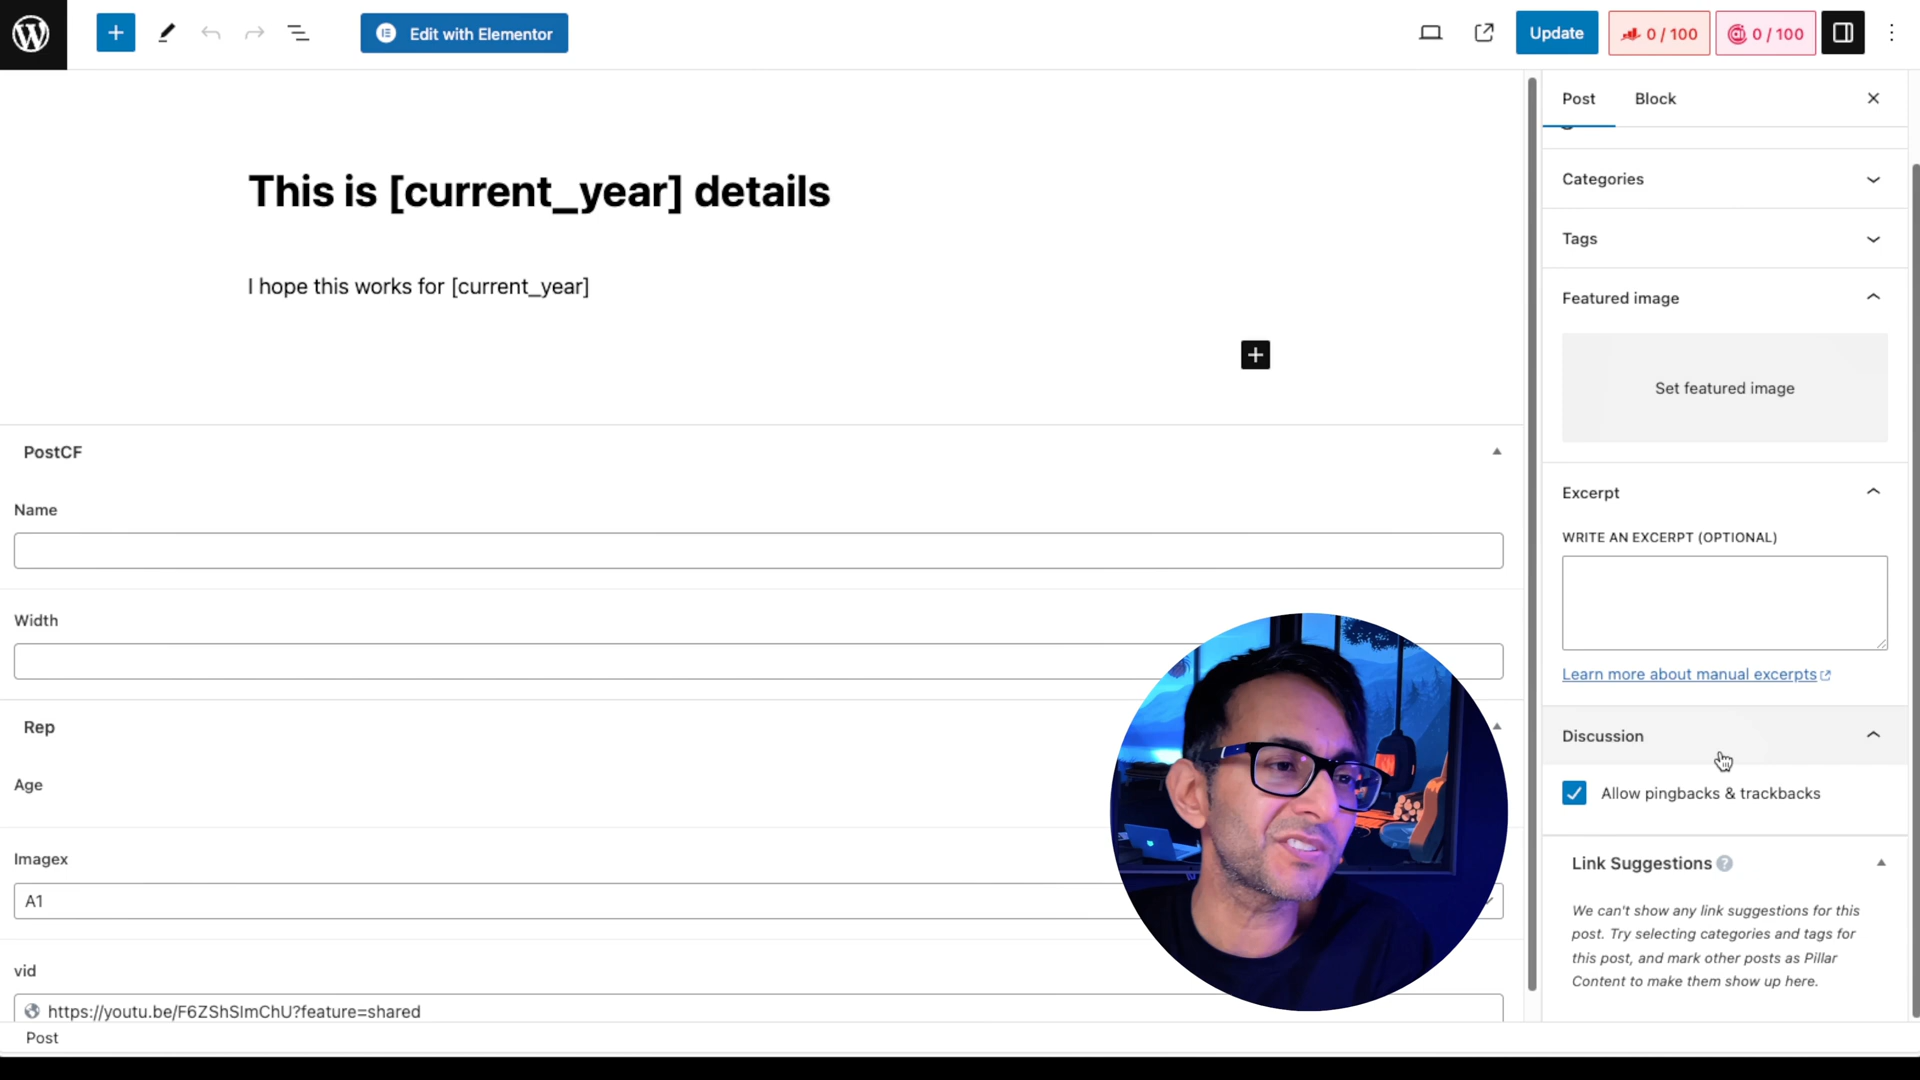 Edit with Elementor
Update
0 / 100
0 / 100
This is [current_year] details
I hope this works for [current_year]
PostCF
Name
Width
Rep
Age
Imagex
A1
vid
https://youtu.be/F6ZShSlmChU?feature=shared
Post
Post
Block
Categories
Tags
Featured image
Set featured image
Excerpt
WRITE AN EXCERPT (OPTIONAL)
Learn more about manual excerpts
Discussion
Allow pingbacks & trackbacks
Link Suggestions
We can't show any link suggestions for this
post. Try selecting categories and tags for
this post, and mark other posts as Pillar
Content to make them show up here.